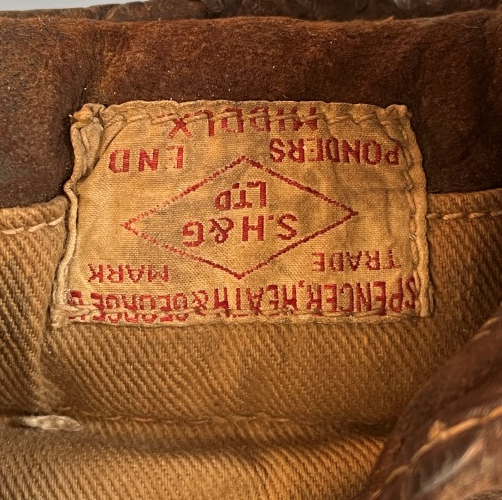 SPENCER,HEATH&GEORGE
TRADE MARK
S.H&G
LTD
PONDERS END
MIDDLX